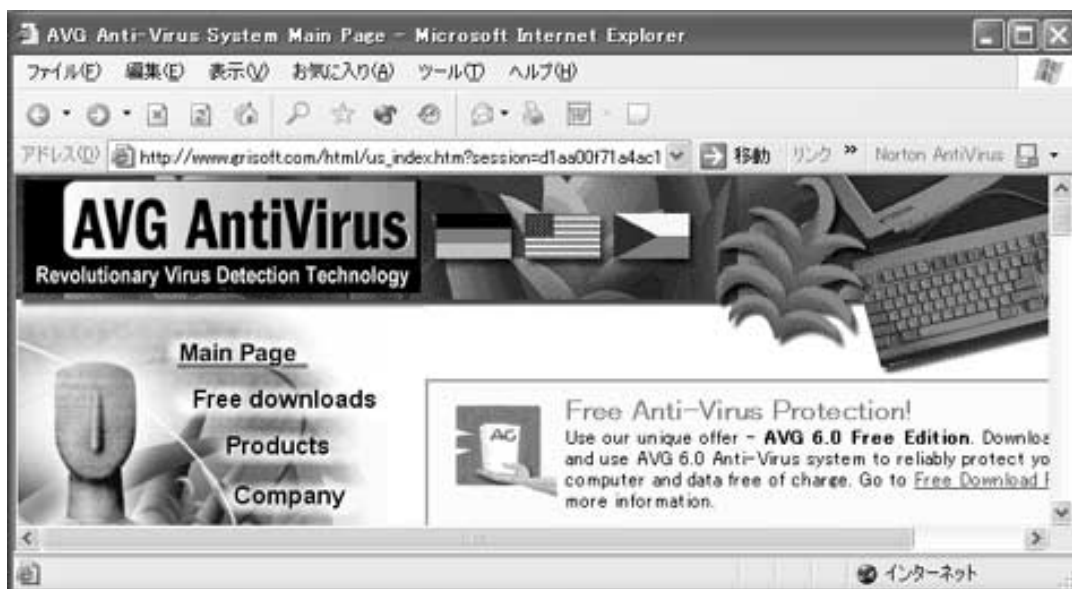 AVG Anti-Virus System Main Page - Microsoft Internet Explorer
ファイル(F) 編集(E) 表示(V) お気に入り(A) ツール(T) ヘルプ(H)
アドレス(D) http://www.grisoft.com/html/us_index.htm?session=d1aa00f71a4ac1 移動 リンク » Norton AntiVirus
AVG AntiVirus
Revolutionary Virus Detection Technology
Main Page
Free downloads
Products
Company
AG
Free Anti-Virus Protection!
Use our unique offer - AVG 6.0 Free Edition. Downloa
and use AVG 6.0 Anti-Virus system to reliably protect yo
computer and data free of charge. Go to Free Download F
more information.
インターネット